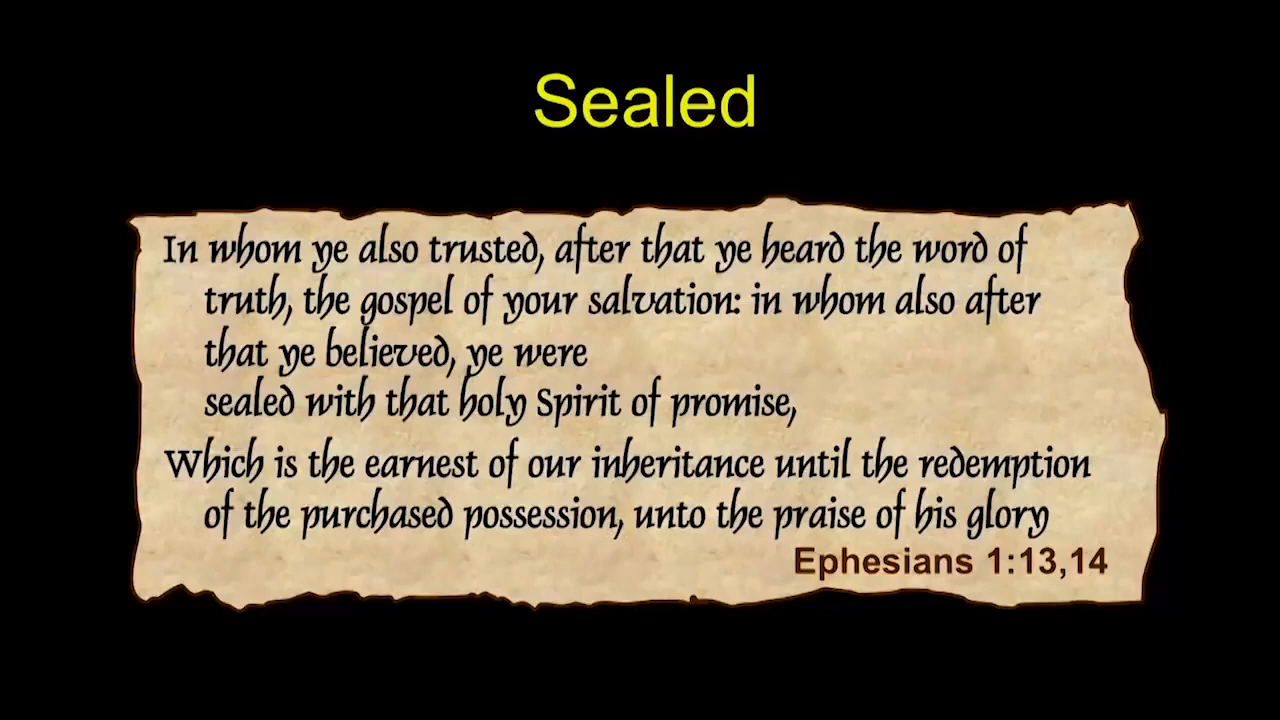 Sealed
In whom ye also trusted, after that ye heard the word of
truth, the gospel of your salvation: in whom also after
that ye believed, ye were
sealed with that holy Spirit of promise,
Which is the earnest of our inheritance until the redemption
of the purchased possession, unto the praise of his glory
Ephesians 1:13,14